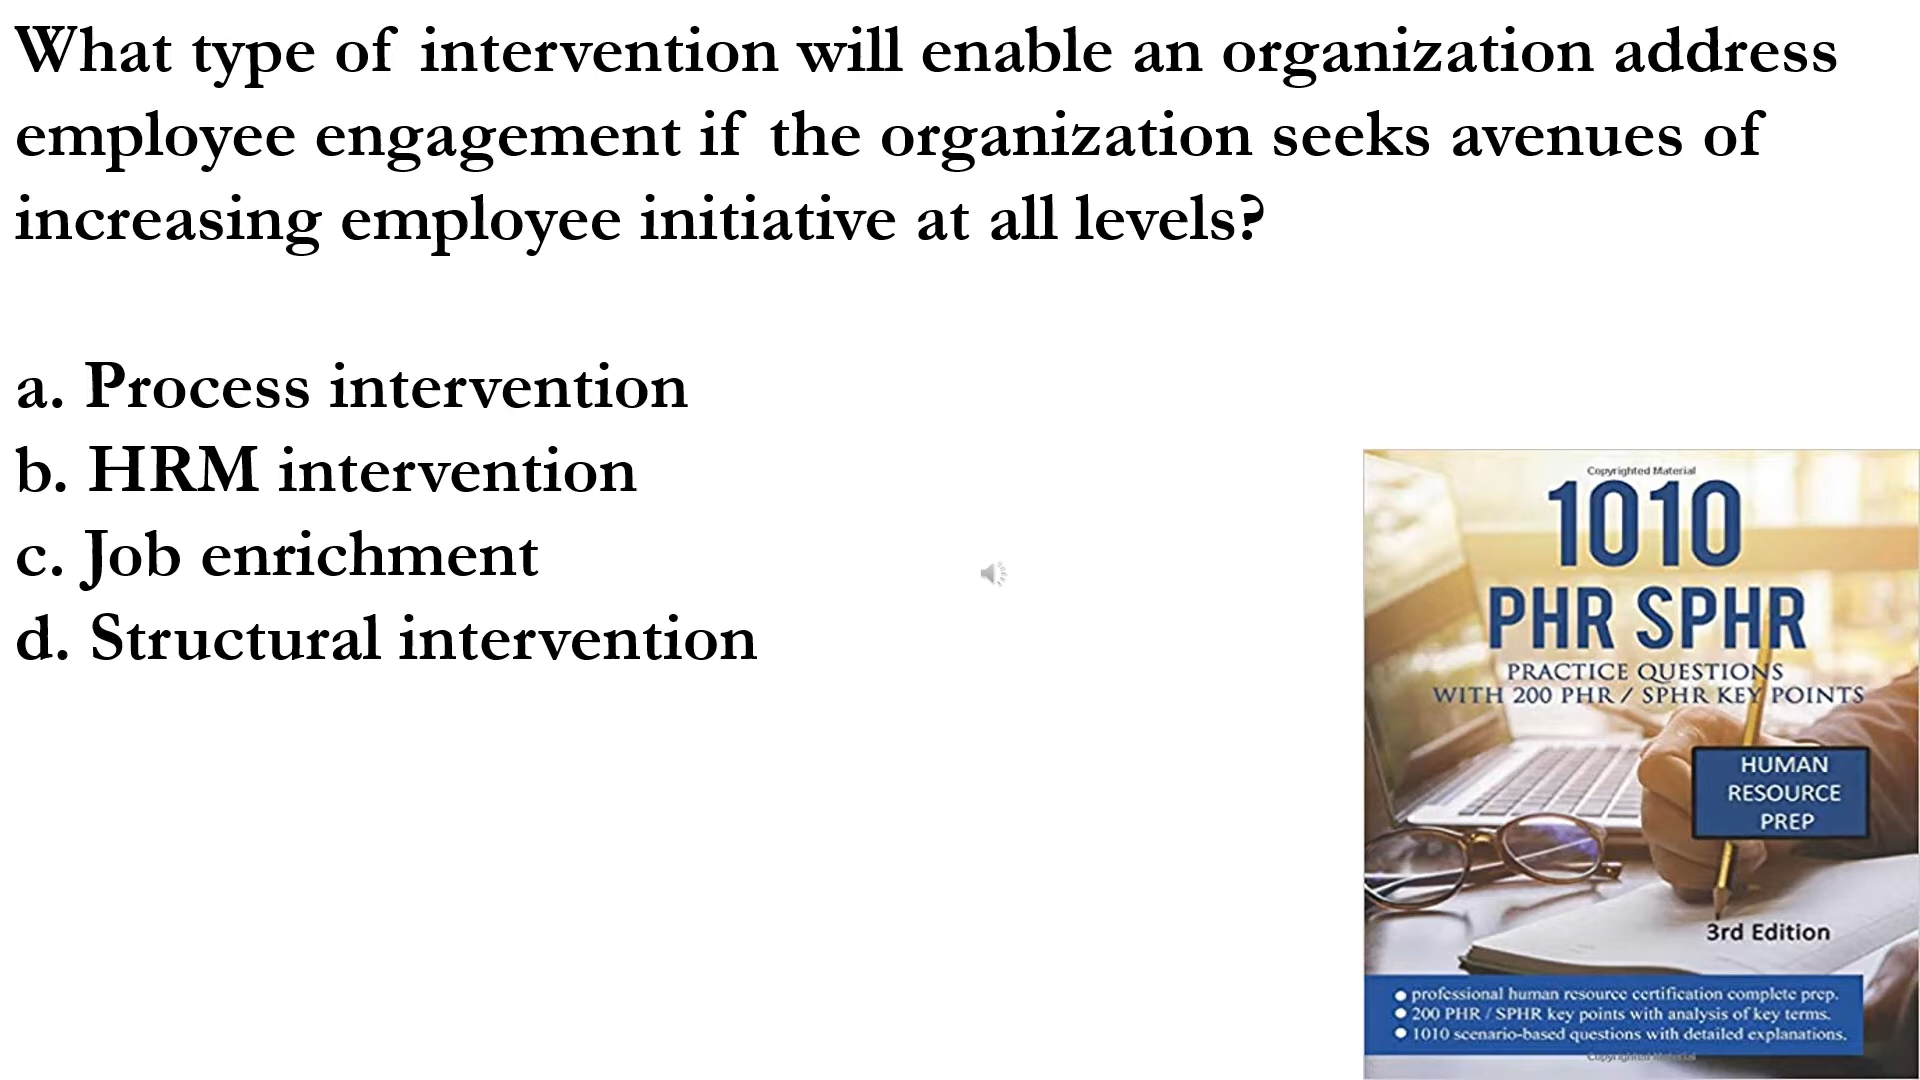 What type of intervention will enable an organization address
employee engagement if the organization seeks avenues of
increasing employee initiative at all levels?
a. Process intervention
b. HRM intervention
c. Job enrichment
d. Structural intervention
Copyrighted Material
1010
PHR SPHR
PRACTICE QUESTIONS
WITH 200 PHR / SPHR KEY POINTS
HUMAN
RESOURCE
PREP
3rd Edition
● professional human resource certification complete prep.
● 200 PHR / SPHR key points with analysis of key terms.
● 1010 scenario-based questions with detailed explanations.
Copyrighted Material